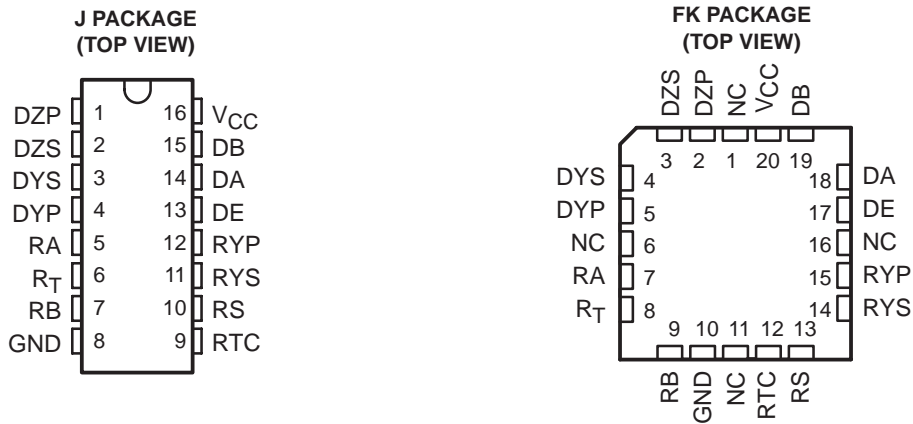 J PACKAGE
(TOP VIEW)
DZP 1 16 VCC
DZS 2 15 DB
DYS 3 14 DA
DYP 4 13 DE
RA 5 12 RYP
RT 6 11 RYS
RB 7 10 RS
GND 8 9 RTC
FK PACKAGE
(TOP VIEW)
DZS DZP NC VCC DB
3 2 1 20 19
DYS 4 18 DA
DYP 5 17 DE
NC 6 16 NC
RA 7 15 RYP
RT 8 14 RYS
9 10 11 12 13
RB GND NC RTC RS